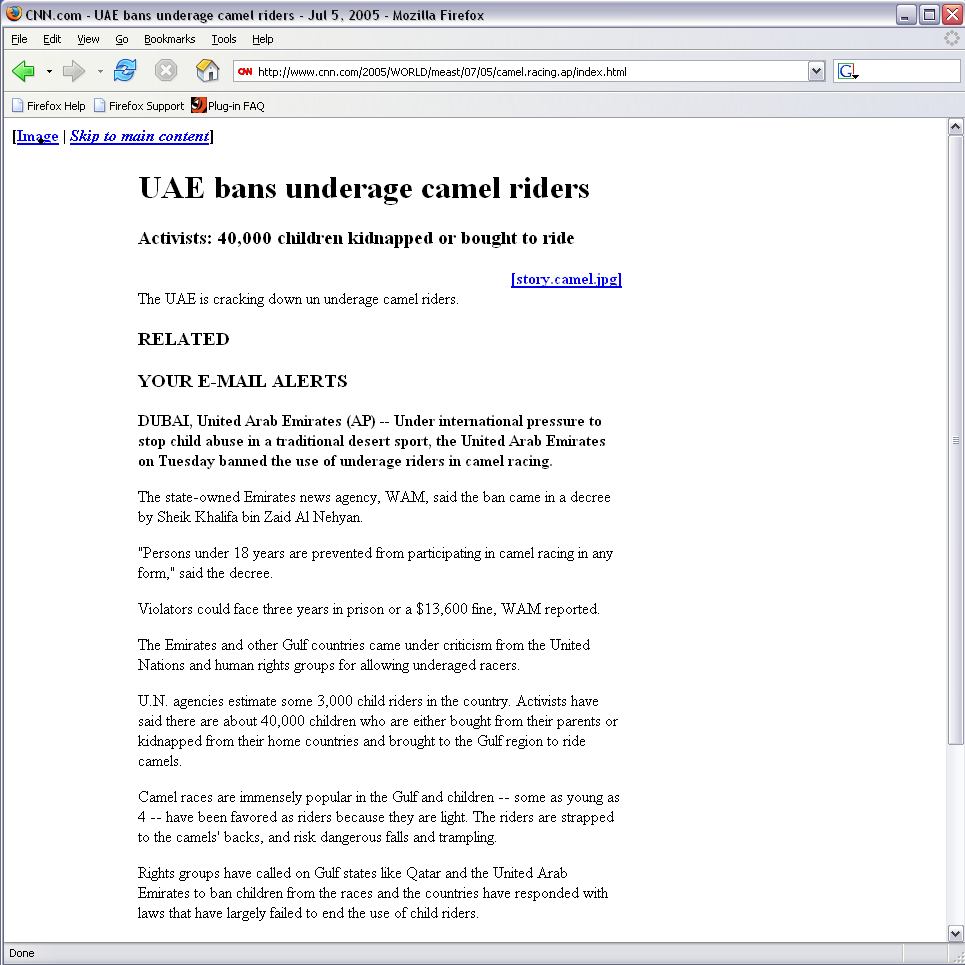 CNN.com - UAE bans underage camel riders - Jul 5, 2005 - Mozilla Firefox
File Edit View Go Bookmarks Tools Help
CNN http://www.cnn.com/2005/WORLD/meast/07/05/camel.racing.ap/index.html G
Firefox Help Firefox Support Plug-in FAQ
[Image | Skip to main content]
UAE bans underage camel riders
Activists: 40,000 children kidnapped or bought to ride
[story.camel.jpg]
The UAE is cracking down un underage camel riders.
RELATED
YOUR E-MAIL ALERTS
DUBAI, United Arab Emirates (AP) -- Under international pressure to
stop child abuse in a traditional desert sport, the United Arab Emirates
on Tuesday banned the use of underage riders in camel racing.
The state-owned Emirates news agency, WAM, said the ban came in a decree
by Sheik Khalifa bin Zaid Al Nehyan.
"Persons under 18 years are prevented from participating in camel racing in any
form," said the decree.
Violators could face three years in prison or a $13,600 fine, WAM reported.
The Emirates and other Gulf countries came under criticism from the United
Nations and human rights groups for allowing underaged racers.
U.N. agencies estimate some 3,000 child riders in the country. Activists have
said there are about 40,000 children who are either bought from their parents or
kidnapped from their home countries and brought to the Gulf region to ride
camels.
Camel races are immensely popular in the Gulf and children -- some as young as
4 -- have been favored as riders because they are light. The riders are strapped
to the camels' backs, and risk dangerous falls and trampling.
Rights groups have called on Gulf states like Qatar and the United Arab
Emirates to ban children from the races and the countries have responded with
laws that have largely failed to end the use of child riders.
Done